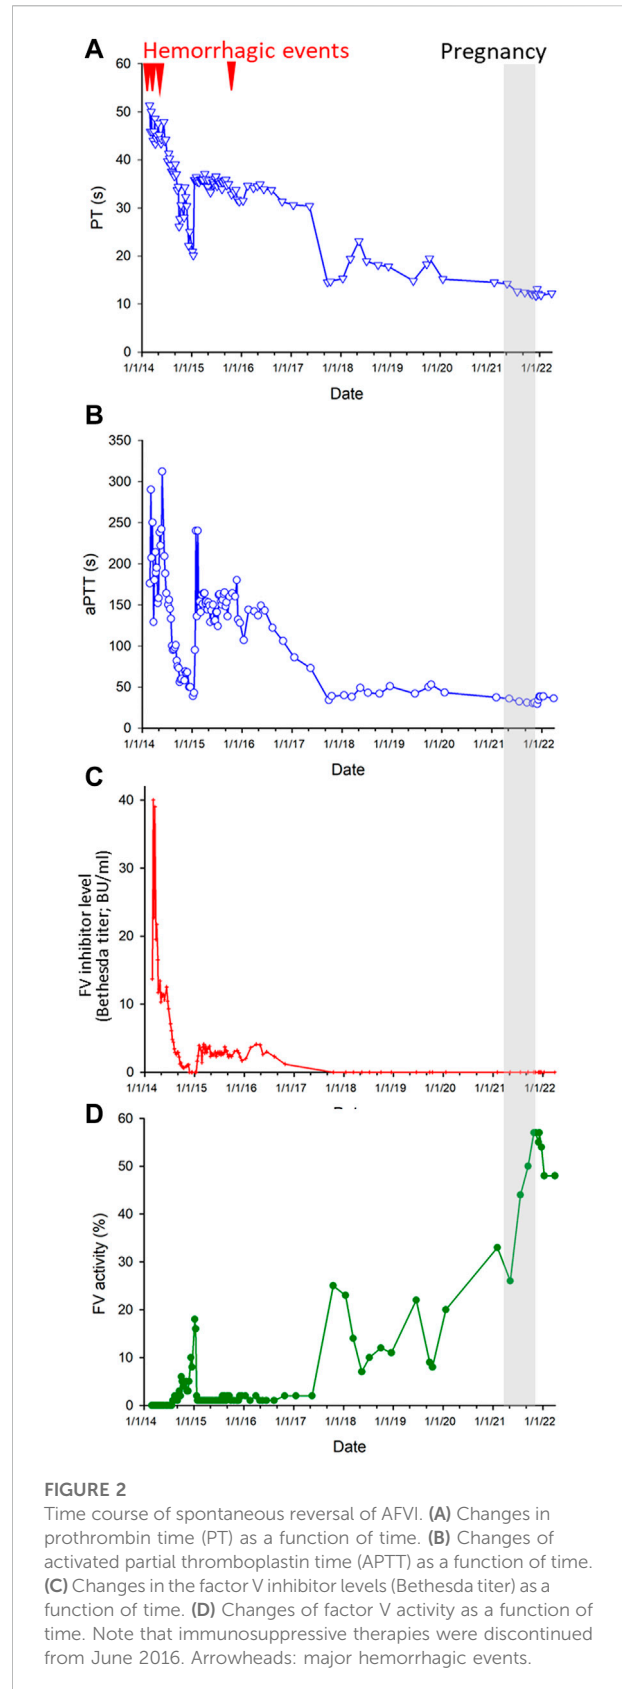 A
Hemorrhagic events
Pregnancy
60
50
40
30
20
10
0
PT (s)
1/1/14 1/1/15 1/1/16 1/1/17 1/1/18 1/1/19 1/1/20 1/1/21 1/1/22
Date
B
350
300
250
200
150
100
50
0
aPTT (s)
1/1/14 1/1/15 1/1/16 1/1/17 1/1/18 1/1/19 1/1/20 1/1/21 1/1/22
Date
C
40
30
20
10
0
FV inhibitor level
(Bethesda titer; BU/ml)
1/1/14 1/1/15 1/1/16 1/1/17 1/1/18 1/1/19 1/1/20 1/1/21 1/1/22
D
60
50
40
30
20
10
0
FV activity (%)
1/1/14 1/1/15 1/1/16 1/1/17 1/1/18 1/1/19 1/1/20 1/1/21 1/1/22
Date
FIGURE 2
Time course of spontaneous reversal of AFVI. (A) Changes in
prothrombin time (PT) as a function of time. (B) Changes of
activated partial thromboplastin time (APTT) as a function of time.
(C) Changes in the factor V inhibitor levels (Bethesda titer) as a
function of time. (D) Changes of factor V activity as a function of
time. Note that immunosuppressive therapies were discontinued
from June 2016. Arrowheads: major hemorrhagic events.